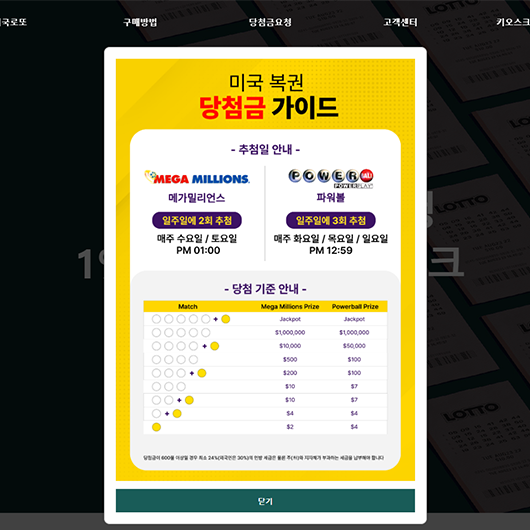 국로또 구매방법 당첨금요청 고객센터 키오스크
미국 복권
당첨금 가이드
- 추첨일 안내 -
MEGA MILLIONS
POWERBALL
POWERPLAY
메가밀리언스
파워볼
일주일에 2회 추첨
일주일에 3회 추첨
매주 수요일 / 토요일
PM 01:00
매주 화요일 / 목요일 / 일요일
PM 12:59
- 당첨 기준 안내 -
Match Mega Millions Prize Powerball Prize
+ Jackpot Jackpot
$1,000,000 $1,000,000
+ $10,000 $50,000
$500 $100
+ $200 $100
$10 $7
+ $10 $7
+ $4 $4
$2 $4
당첨금이 600불 이상일 경우 최소 24%(외국인은 30%)의 연방 세금은 물론 주(州)와 지자체가 부과하는 세금을 납부해야 합니다
닫기
LOTTO
LOTTO
LOTTO